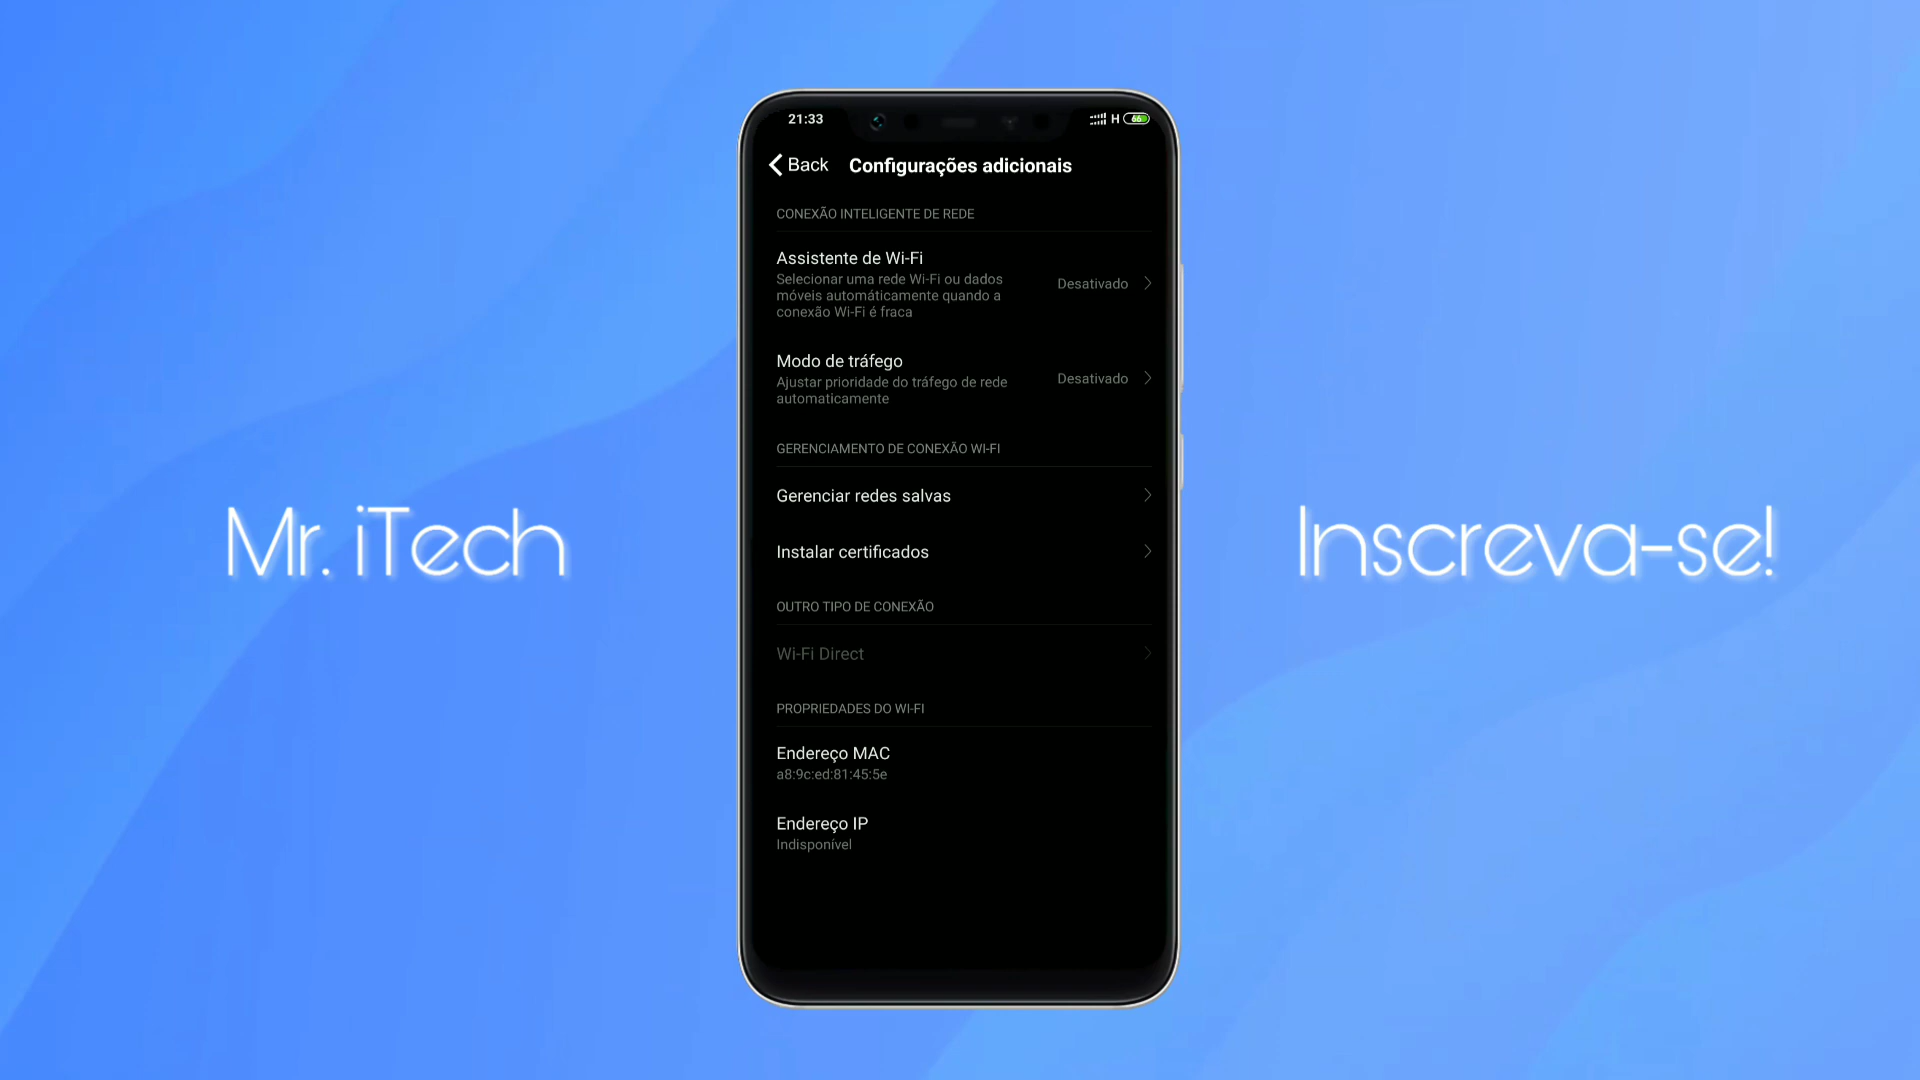 21:33
H 66
Back Configurações adicionais
CONEXÃO INTELIGENTE DE REDE
Assistente de Wi-Fi
Selecionar uma rede Wi-Fi ou dados
móveis automáticamente quando a
conexão Wi-Fi é fraca
Desativado
Modo de tráfego
Ajustar prioridade do tráfego de rede
automaticamente
Desativado
GERENCIAMENTO DE CONEXÃO WI-FI
Gerenciar redes salvas
Instalar certificados
OUTRO TIPO DE CONEXÃO
Wi-Fi Direct
PROPRIEDADES DO WI-FI
Endereço MAC
a8:9c:ed:81:45:5e
Endereço IP
Indisponível
Mr. iTech
Inscreva-se!